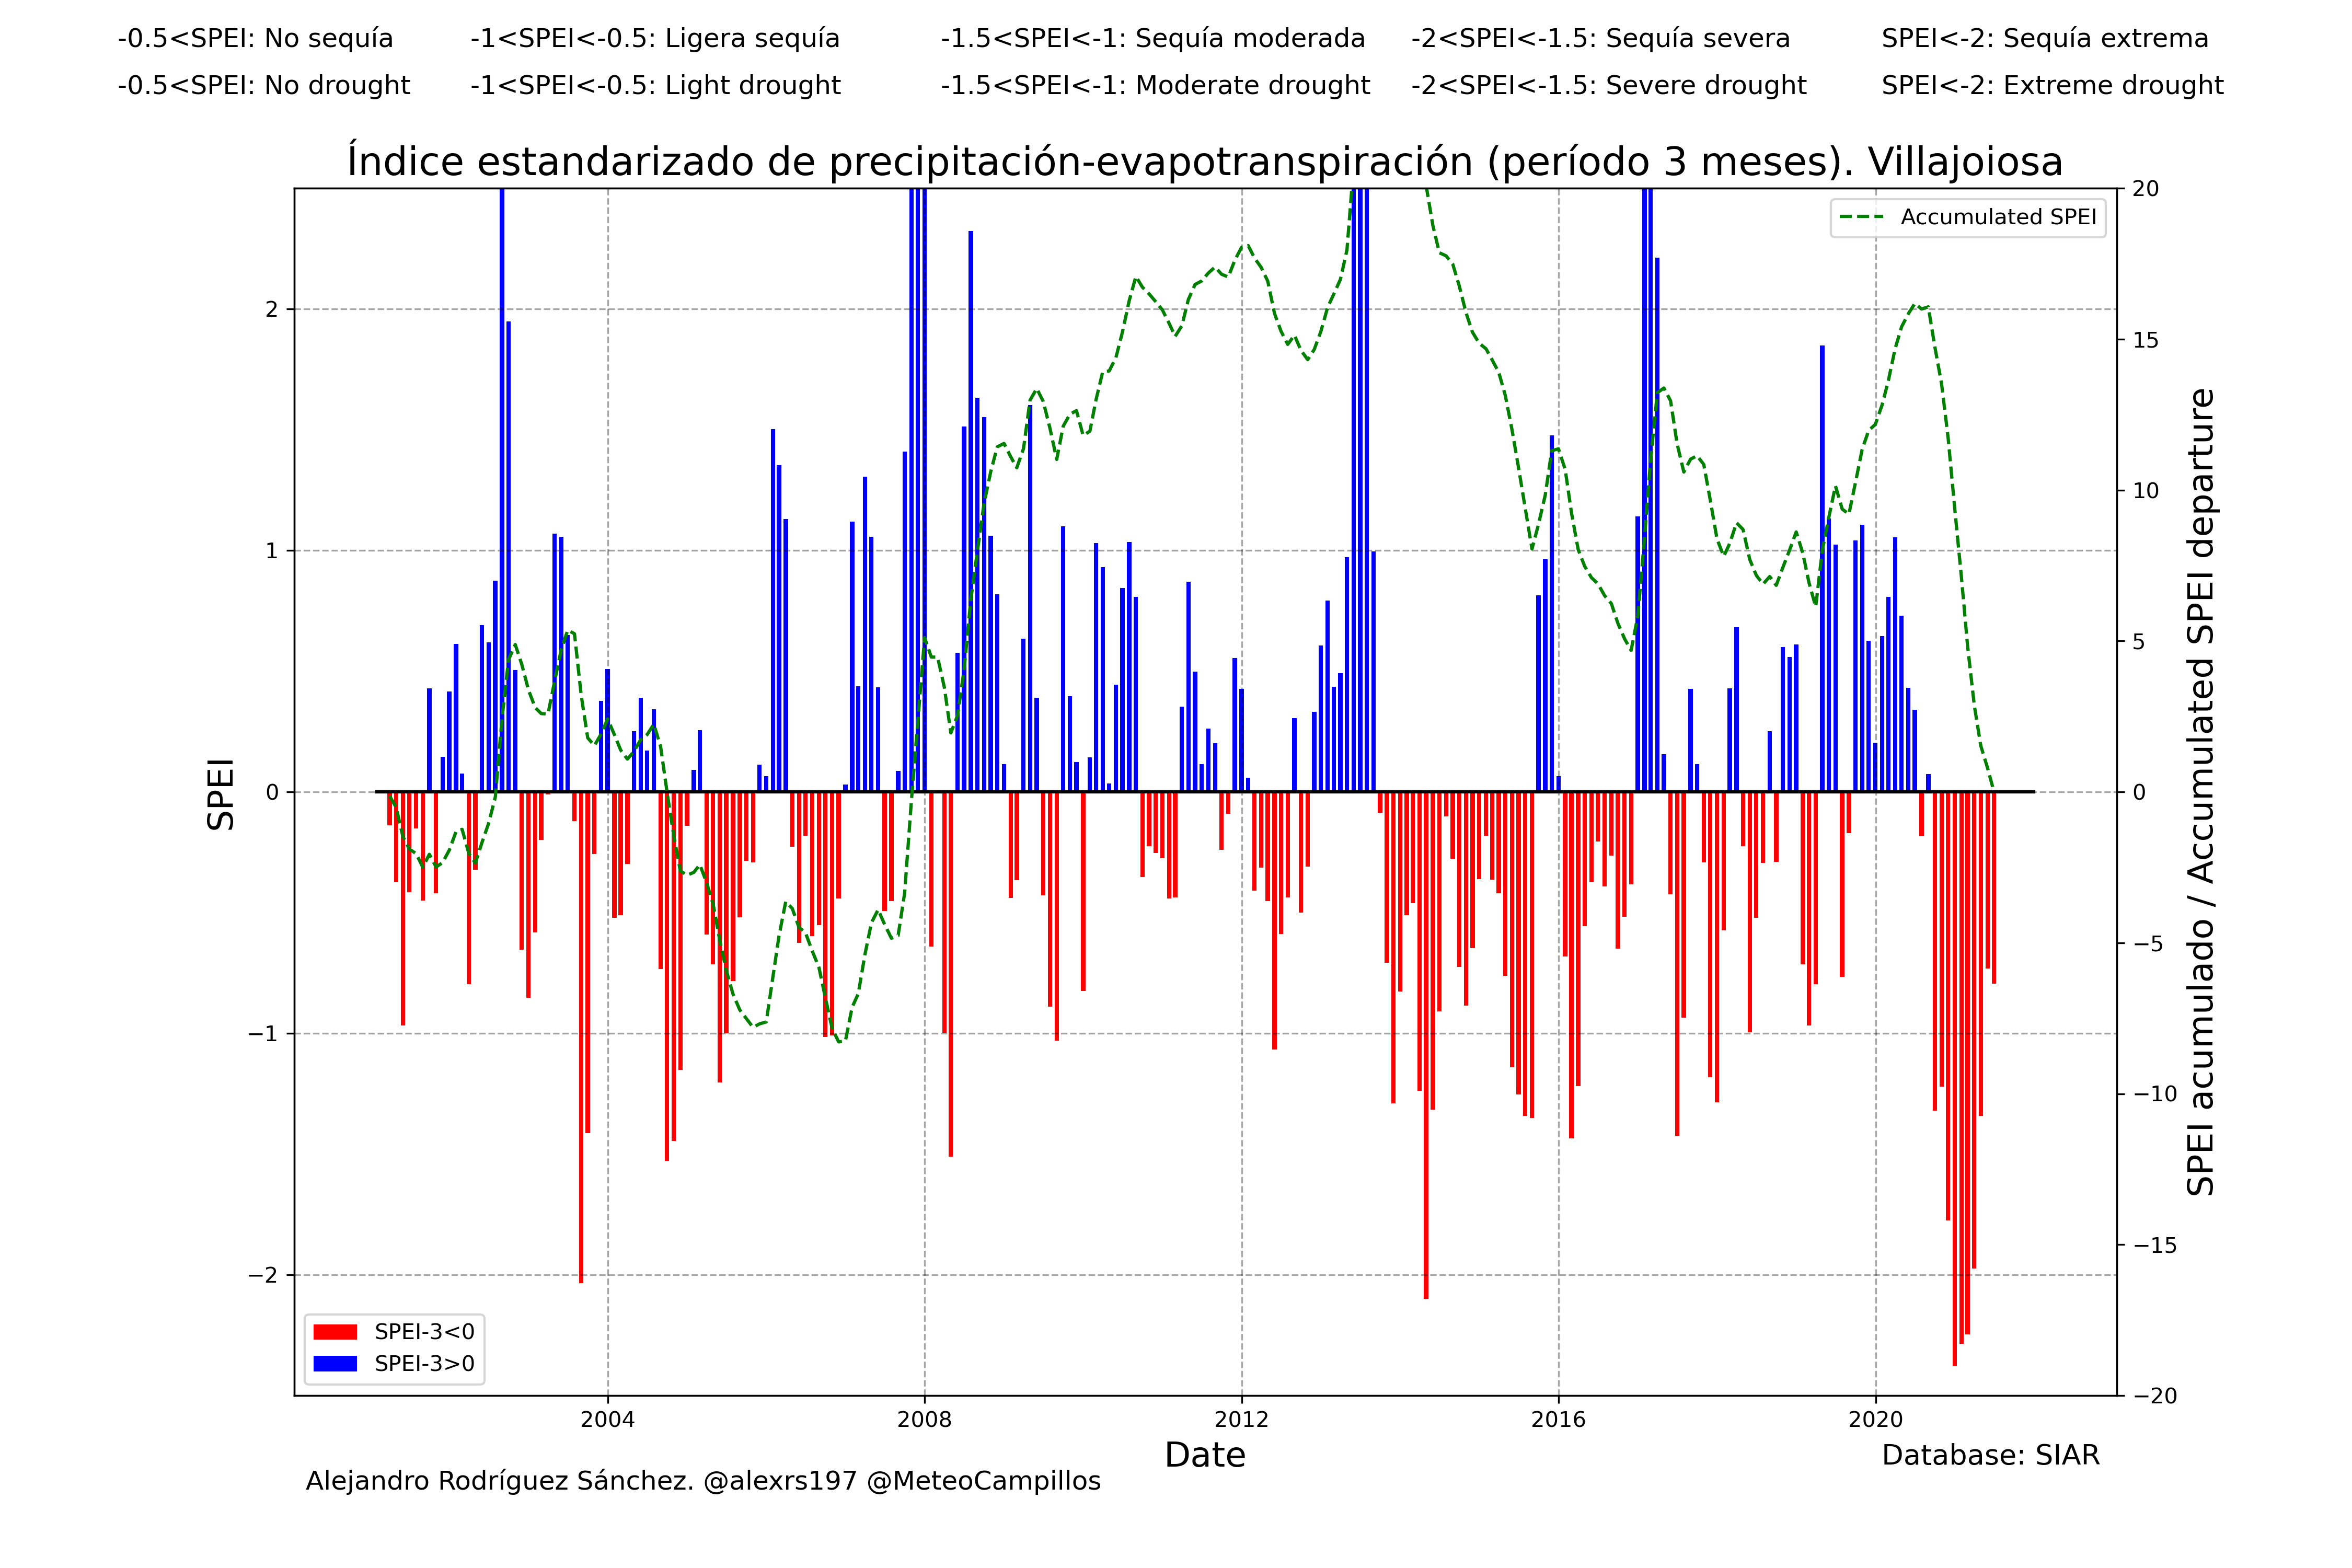 -0.5<SPEI: No sequía -1<SPEI<-0.5: Ligera sequía -1.5<SPEI<-1: Sequía moderada -2<SPEI<-1.5: Sequía severa SPEI<-2: Sequía extrema
-0.5<SPEI: No drought -1<SPEI<-0.5: Light drought -1.5<SPEI<-1: Moderate drought -2<SPEI<-1.5: Severe drought SPEI<-2: Extreme drought
Índice estandarizado de precipitación-evapotranspiración (período 3 meses). Villajoiosa
Accumulated SPEI
SPEI
2
1
0
−1
−2
20
15
10
5
0
−5
−10
−15
−20
SPEI acumulado / Accumulated SPEI departure
SPEI-3<0
SPEI-3>0
2004 2008 2012 2016 2020
Date
Database: SIAR
Alejandro Rodríguez Sánchez. @alexrs197 @MeteoCampillos